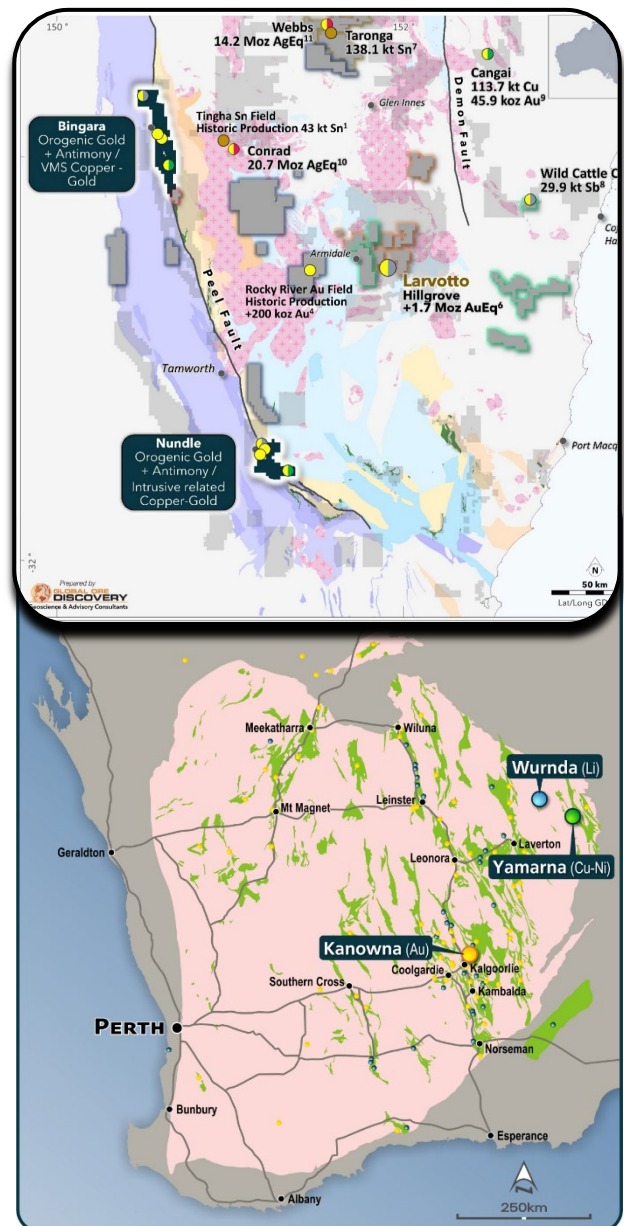 150°
152°
Webbs
14.2 Moz AgEq11
Taronga
138.1 kt Sn7
Cangai
113.7 kt Cu
45.9 koz Au9
Glen Innes
Demon Fault
Bingara
Orogenic Gold
+ Antimony /
VMS Copper -
Gold
Tingha Sn Field
Historic Production 43 kt Sn1
Conrad
20.7 Moz AgEq10
Wild Cattle C
29.9 kt Sb8
Cof
Ha
Armidale
Larvotto
Hillgrove
+1.7 Moz AuEq6
Rocky River Au Field
Historic Production
+200 koz Au4
Peel Fault
Tamworth
Nundle
Orogenic Gold
+ Antimony /
Intrusive related
Copper-Gold
Port Macq
-32°
Prepared by
GLOBAL ORE
DISCOVERY
Geoscience & Advisory Consultants
N
50 km
Lat/Long GD
Meekatharra
Wiluna
Wurnda (Li)
Leinster
Mt Magnet
Laverton
Geraldton
Leonora
Yamarna (Cu-Ni)
Kanowna (Au)
Coolgardie
Kalgoorlie
Southern Cross
Kambalda
PERTH
Norseman
Bunbury
Esperance
N
Albany
250km